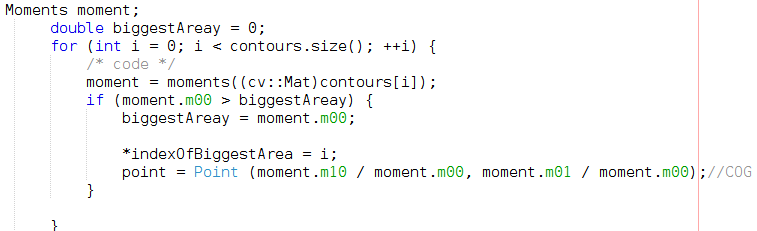 Moments moment;
double biggestAreay = 0;
for (int i = 0; i < contours.size(); ++i) {
/* code */
moment = moments((cv::Mat)contours[i]);
if (moment.m00 > biggestAreay) {
biggestAreay = moment.m00;
*indexOfBiggestArea = i;
point = Point (moment.m10 / moment.m00, moment.m01 / moment.m00);//COG
}
}